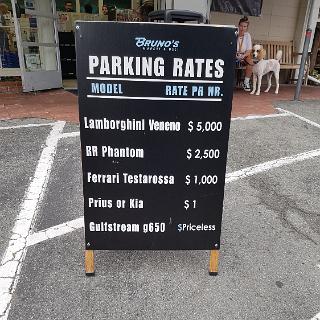 BRUNO'S
PARKING RATES
MODEL RATE PR HR.
Lamborghini Veneno $5,000
RR Phantom $2,500
Ferrari Testarossa $1,000
Prius or Kia $1
Gulfstream g650 $Priceless